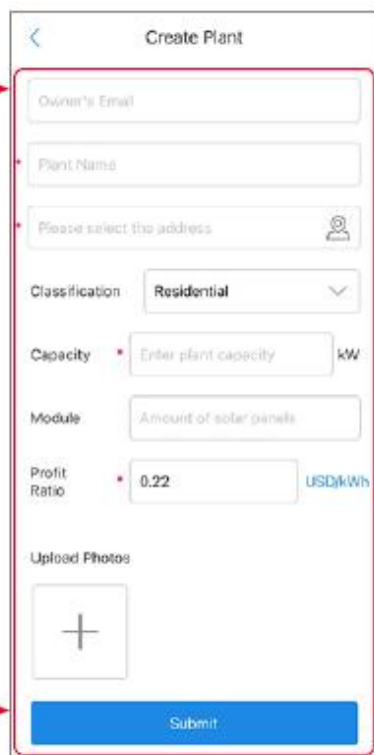 Create Plant
Owner's Email
* Plant Name
* Please select the address
Classification Residential
Capacity * Enter plant capacity kW
Module Amount of solar panels
Profit
Ratio * 0.22 USD/kWh
Upload Photos
Submit